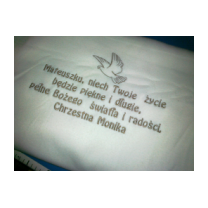 Mateuszku, niech Twoje życie
będzie piękne i długie,
pełne Bożego światła i radości.
Chrzestna Monika